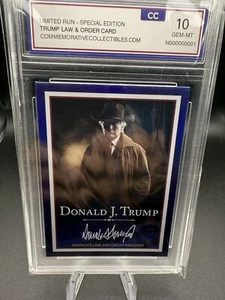 LIMITED RUN - SPECIAL EDITION
TRUMP LAW & ORDER CARD
COMMEMORATIVECOLLECTIBLES.COM
CC
10
GEM-MT
N000000001
DONALD J. TRUMP
AMERICA'S LAW AND ORDER PRESIDENT